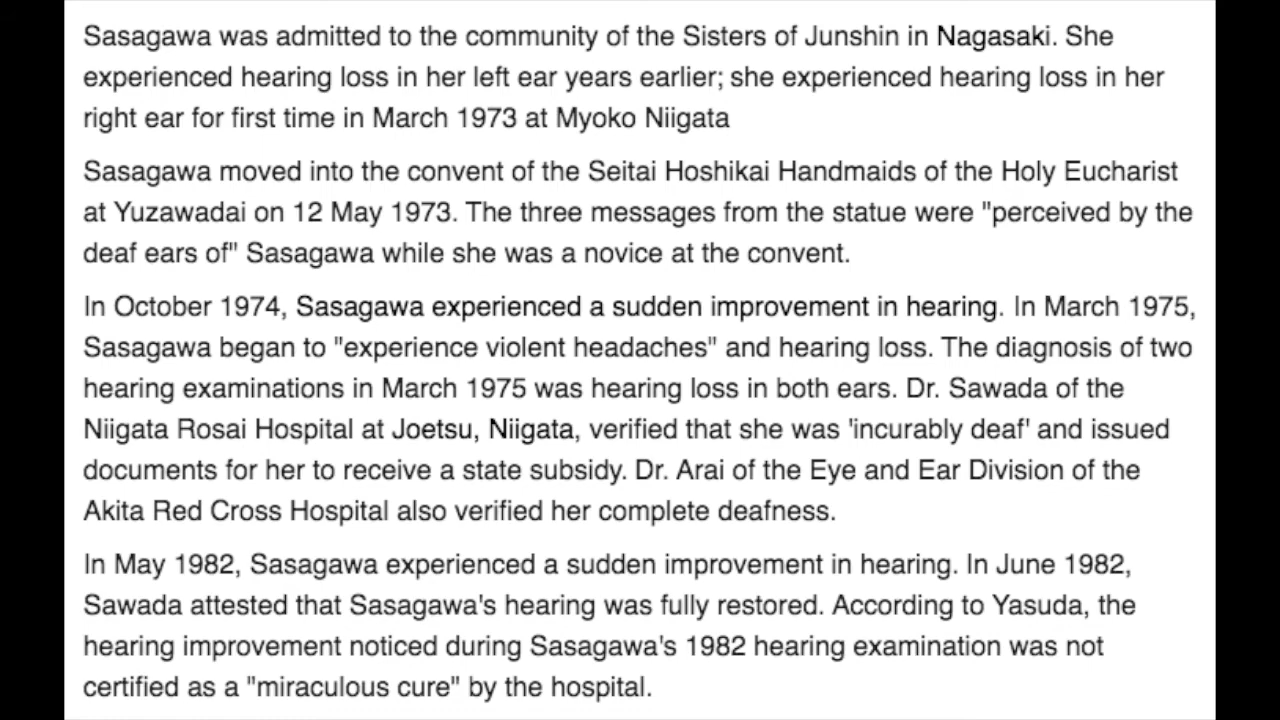 Sasagawa was admitted to the community of the Sisters of Junshin in Nagasaki. She
experienced hearing loss in her left ear years earlier; she experienced hearing loss in her
right ear for first time in March 1973 at Myoko Niigata
Sasagawa moved into the convent of the Seitai Hoshikai Handmaids of the Holy Eucharist
at Yuzawadai on 12 May 1973. The three messages from the statue were "perceived by the
deaf ears of" Sasagawa while she was a novice at the convent.
In October 1974, Sasagawa experienced a sudden improvement in hearing. In March 1975,
Sasagawa began to "experience violent headaches" and hearing loss. The diagnosis of two
hearing examinations in March 1975 was hearing loss in both ears. Dr. Sawada of the
Niigata Rosai Hospital at Joetsu, Niigata, verified that she was 'incurably deaf' and issued
documents for her to receive a state subsidy. Dr. Arai of the Eye and Ear Division of the
Akita Red Cross Hospital also verified her complete deafness.
In May 1982, Sasagawa experienced a sudden improvement in hearing. In June 1982,
Sawada attested that Sasagawa's hearing was fully restored. According to Yasuda, the
hearing improvement noticed during Sasagawa's 1982 hearing examination was not
certified as a "miraculous cure" by the hospital.